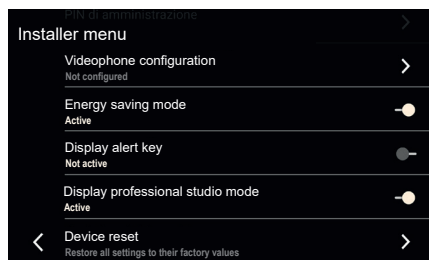 PIN di amministrazione
Installer menu
Videophone configuration
Not configured
Energy saving mode
Active
Display alert key
Not active
Display professional studio mode
Active
Device reset
Restore all settings to their factory values